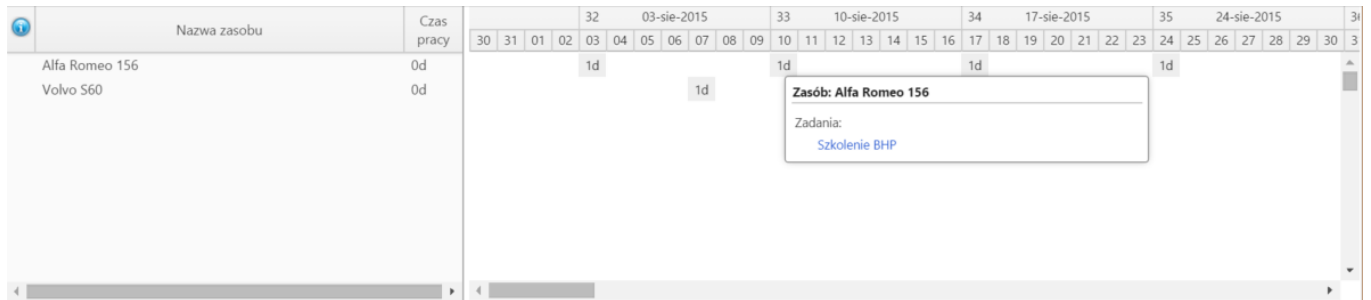 Nazwa zasobu
Czas pracy
32 03-sie-2015 33 10-sie-2015 34 17-sie-2015 35 24-sie-2015
30 31 01 02 03 04 05 06 07 08 09 10 11 12 13 14 15 16 17 18 19 20 21 22 23 24 25 26 27 28 29 30
Alfa Romeo 156 0d 1d 1d 1d 1d
Volvo S60 0d 1d
Zasób: Alfa Romeo 156
Zadania:
Szkolenie BHP